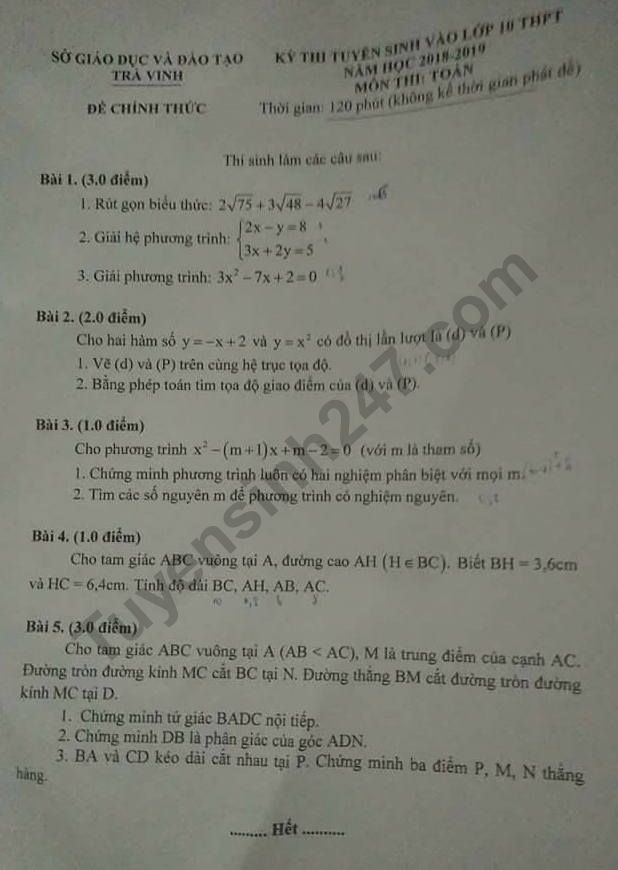 SỞ GIÁO DỤC VÀ ĐÀO TẠO
TRÀ VINH
ĐỀ CHÍNH THỨC
KỲ THI TUYỂN SINH VÀO LỚP 10 THPT
NĂM HỌC 2018-2019
MÔN THI: TOÁN
Thời gian: 120 phút (không kể thời gian phát đề)
Thí sinh làm các câu sau:
Bài 1. (3.0 điểm)
1. Rút gọn biểu thức: 2√75 + 3√48 − 4√27
2. Giải hệ phương trình: { 2x − y = 8
3x + 2y = 5
3. Giải phương trình: 3x² − 7x + 2 = 0
Bài 2. (2.0 điểm)
Cho hai hàm số y = −x + 2 và y = x² có đồ thị lần lượt là (d) và (P)
1. Vẽ (d) và (P) trên cùng hệ trục tọa độ.
2. Bằng phép toán tìm tọa độ giao điểm của (d) và (P).
Bài 3. (1.0 điểm)
Cho phương trình x² − (m+1)x + m − 2 = 0 (với m là tham số)
1. Chứng minh phương trình luôn có hai nghiệm phân biệt với mọi m.
2. Tìm các số nguyên m để phương trình có nghiệm nguyên.
Bài 4. (1.0 điểm)
Cho tam giác ABC vuông tại A, đường cao AH (H ∈ BC). Biết BH = 3,6cm
và HC = 6,4cm. Tính độ dài BC, AH, AB, AC.
Bài 5. (3.0 điểm)
Cho tam giác ABC vuông tại A (AB < AC), M là trung điểm của cạnh AC.
Đường tròn đường kính MC cắt BC tại N. Đường thẳng BM cắt đường tròn đường
kính MC tại D.
1. Chứng minh tứ giác BADC nội tiếp.
2. Chứng minh DB là phân giác của góc ADN.
3. BA và CD kéo dài cắt nhau tại P. Chứng minh ba điểm P, M, N thẳng
hàng.
......... Hết ..........
Tuyensinh247.com